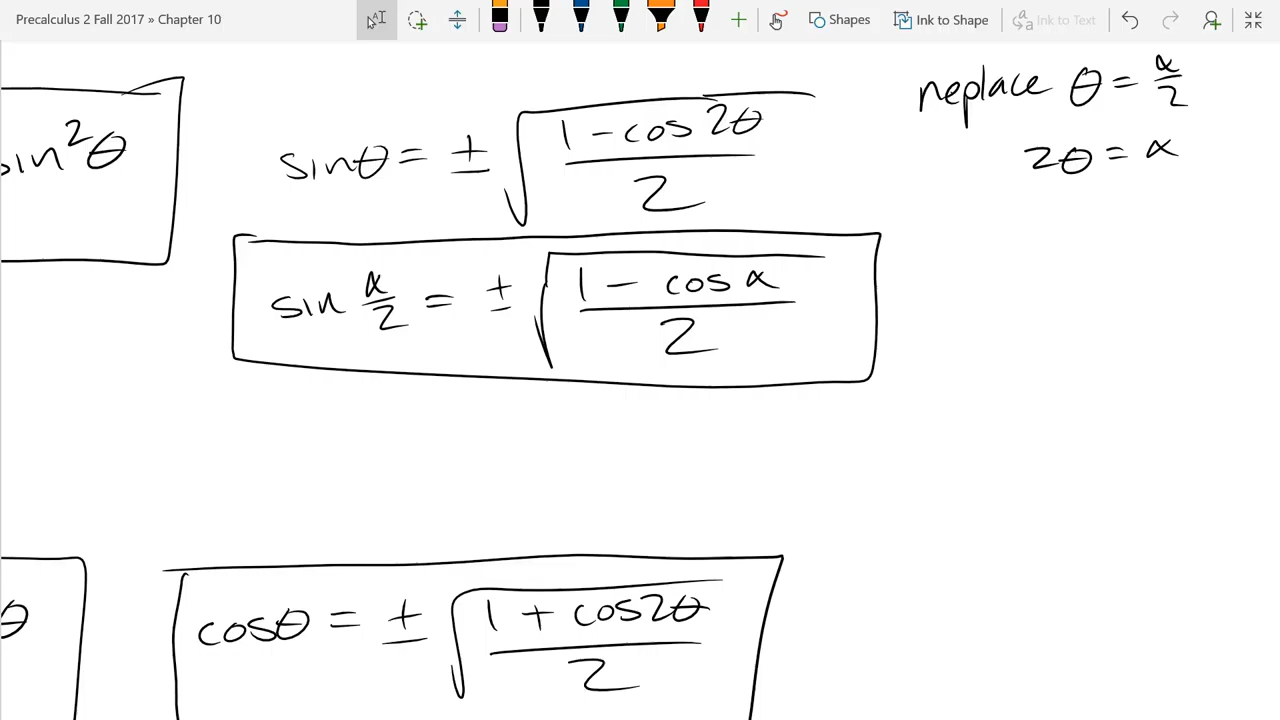 Precalculus 2 Fall 2017 » Chapter 10
Shapes
Ink to Shape
Ink to Text
replace θ = α/2
2θ = α
sin²θ
sinθ = ± √((1 - cos 2θ)/2)
sin α/2 = ± √((1 - cos α)/2)
θ
cosθ = ± √((1 + cos2θ)/2)